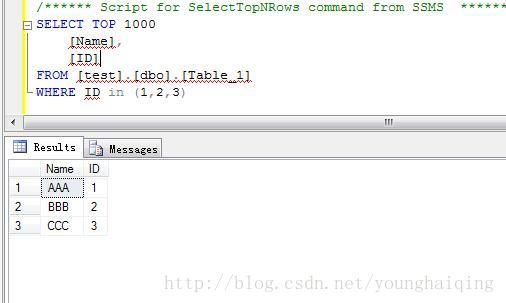 /****** Script for SelectTopNRows command from SSMS ******
SELECT TOP 1000
[Name],
[ID]
FROM [test].[dbo].[Table_1]
WHERE ID in (1,2,3)
Results Messages
Name ID
1 AAA 1
2 BBB 2
3 CCC 3
http://blog.csdn.net/younghaiqing